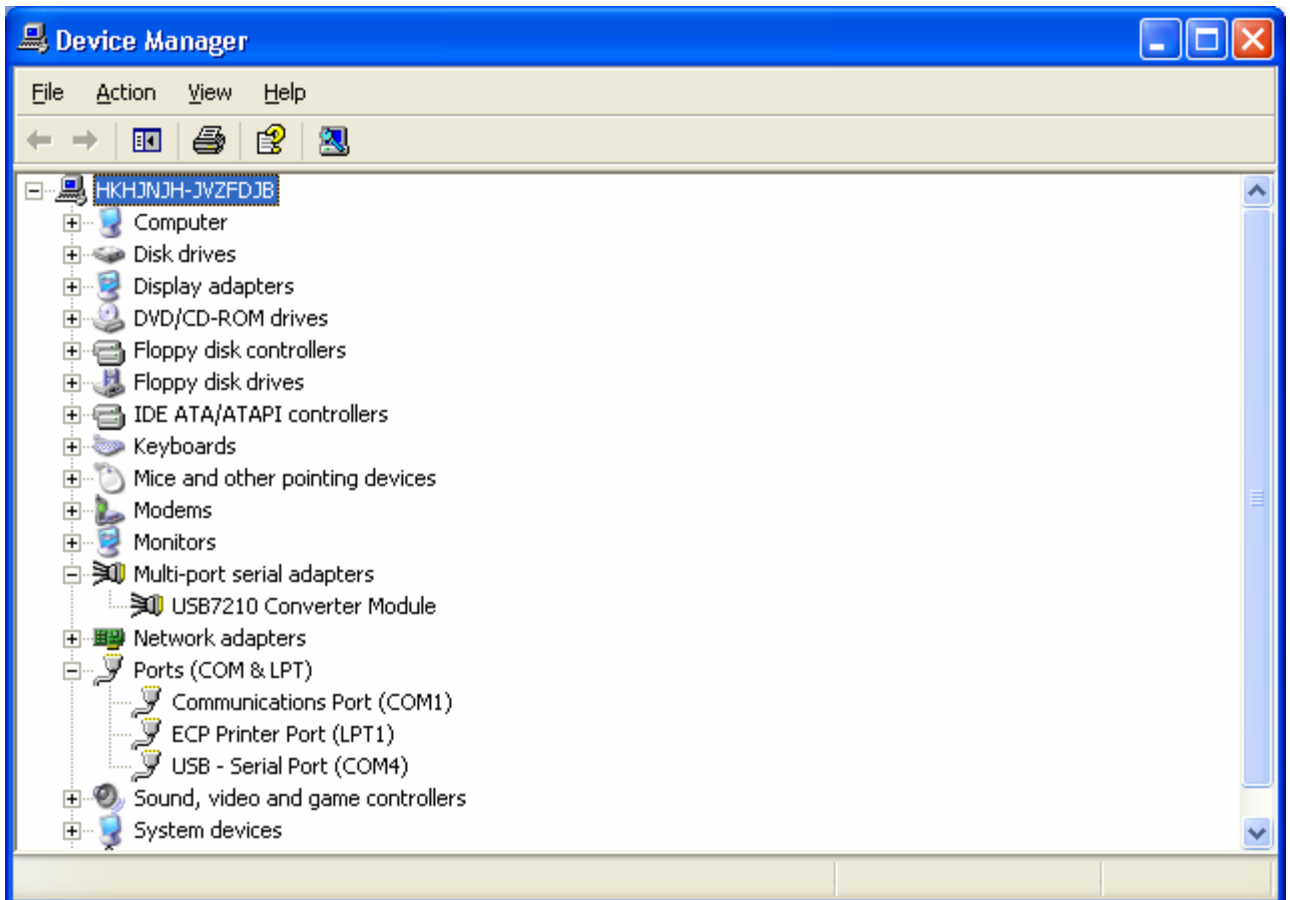 Device Manager
File Action View Help
HKHJNJH-JVZFDJB
Computer
Disk drives
Display adapters
DVD/CD-ROM drives
Floppy disk controllers
Floppy disk drives
IDE ATA/ATAPI controllers
Keyboards
Mice and other pointing devices
Modems
Monitors
Multi-port serial adapters
USB7210 Converter Module
Network adapters
Ports (COM & LPT)
Communications Port (COM1)
ECP Printer Port (LPT1)
USB - Serial Port (COM4)
Sound, video and game controllers
System devices